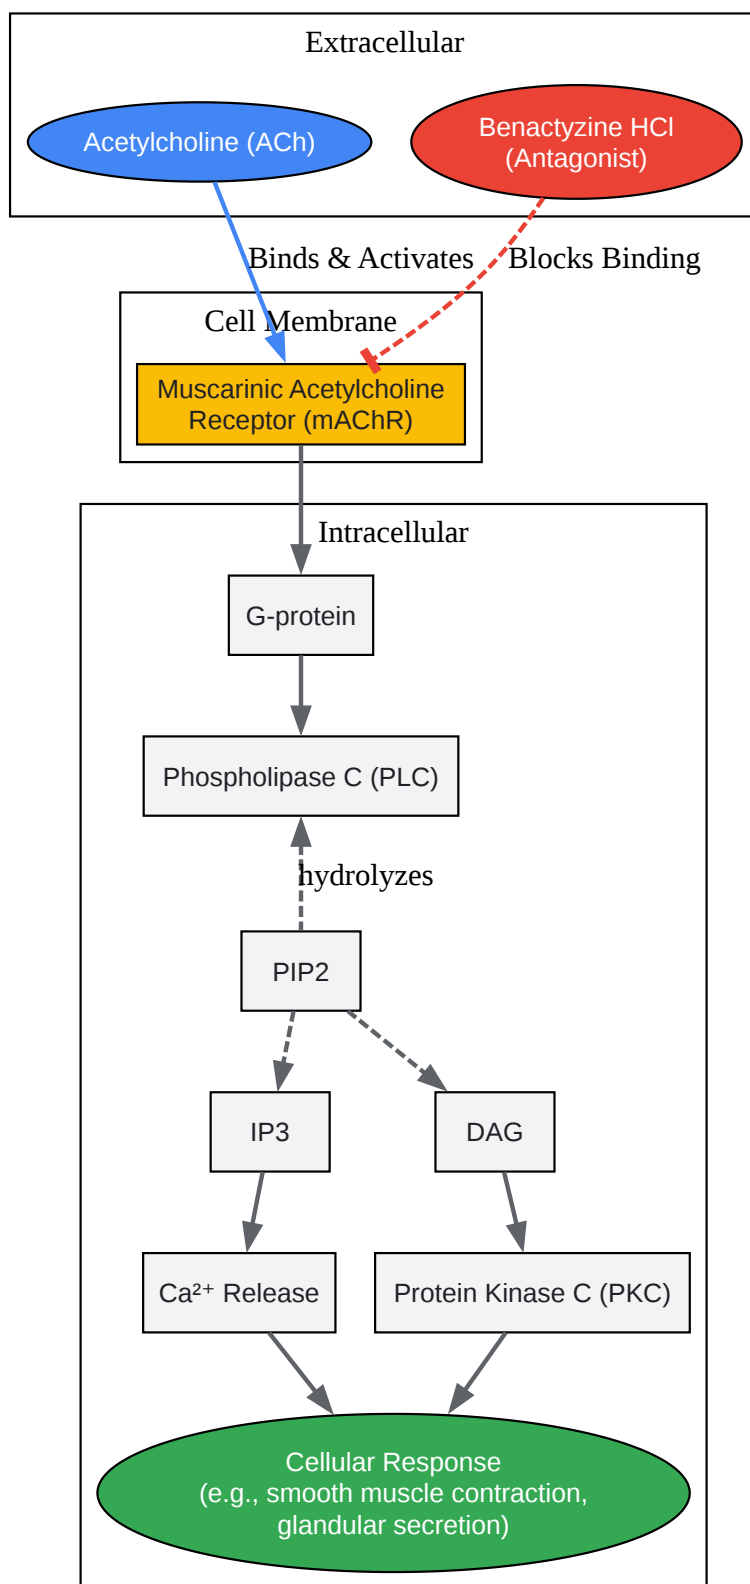 Extracellular
Acetylcholine (ACh)
Benactyzine HCl
(Antagonist)
Binds & Activates
Blocks Binding
Cell Membrane
Muscarinic Acetylcholine
Receptor (mAChR)
Intracellular
G-protein
Phospholipase C (PLC)
hydrolyzes
PIP2
IP3
DAG
Ca²⁺ Release
Protein Kinase C (PKC)
Cellular Response
(e.g., smooth muscle contraction,
glandular secretion)